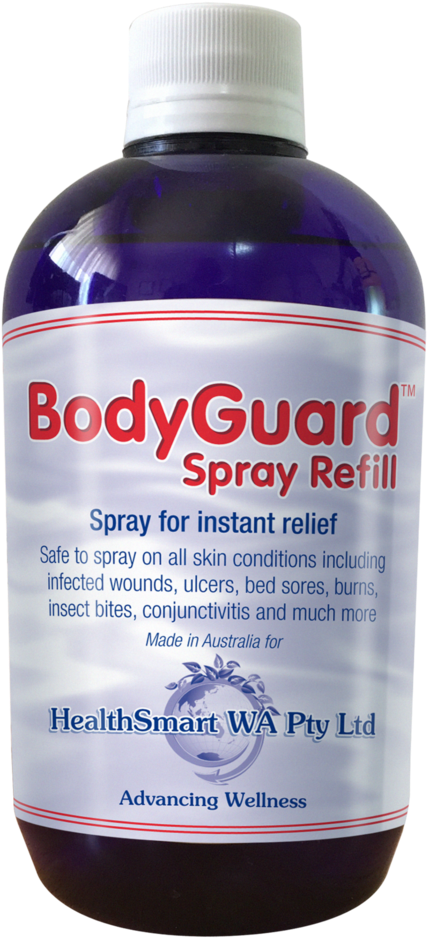 BodyGuard™
Spray Refill
Spray for instant relief
Safe to spray on all skin conditions including
infected wounds, ulcers, bed sores, burns,
insect bites, conjunctivitis and much more
Made in Australia for
HealthSmart WA Pty Ltd
Advancing Wellness